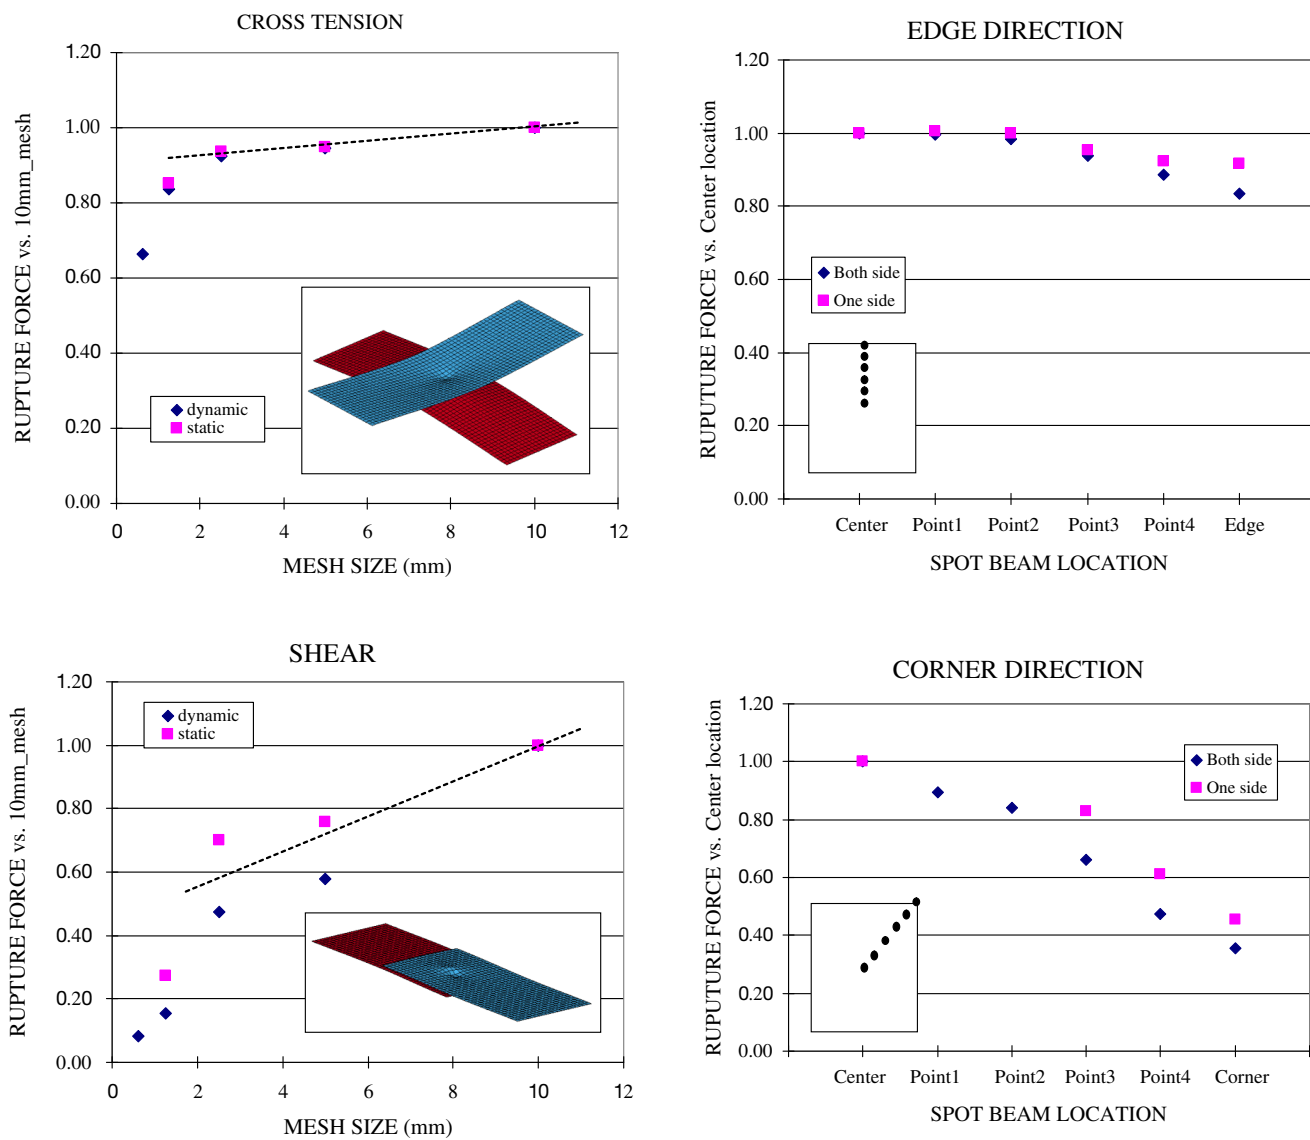 CROSS TENSION
RUPTURE FORCE vs. 10mm_mesh
1.20
1.00
0.80
0.60
0.40
0.20
0.00
dynamic
static
0 2 4 6 8 10 12
MESH SIZE (mm)
EDGE DIRECTION
RUPUTURE FORCE vs. Center location
1.20
1.00
0.80
0.60
0.40
0.20
0.00
Both side
One side
Center Point1 Point2 Point3 Point4 Edge
SPOT BEAM LOCATION
SHEAR
RUPTURE FORCE vs. 10mm_mesh
1.20
1.00
0.80
0.60
0.40
0.20
0.00
dynamic
static
0 2 4 6 8 10 12
MESH SIZE (mm)
CORNER DIRECTION
RUPUTURE FORCE vs. Center location
1.20
1.00
0.80
0.60
0.40
0.20
0.00
Both side
One side
Center Point1 Point2 Point3 Point4 Corner
SPOT BEAM LOCATION